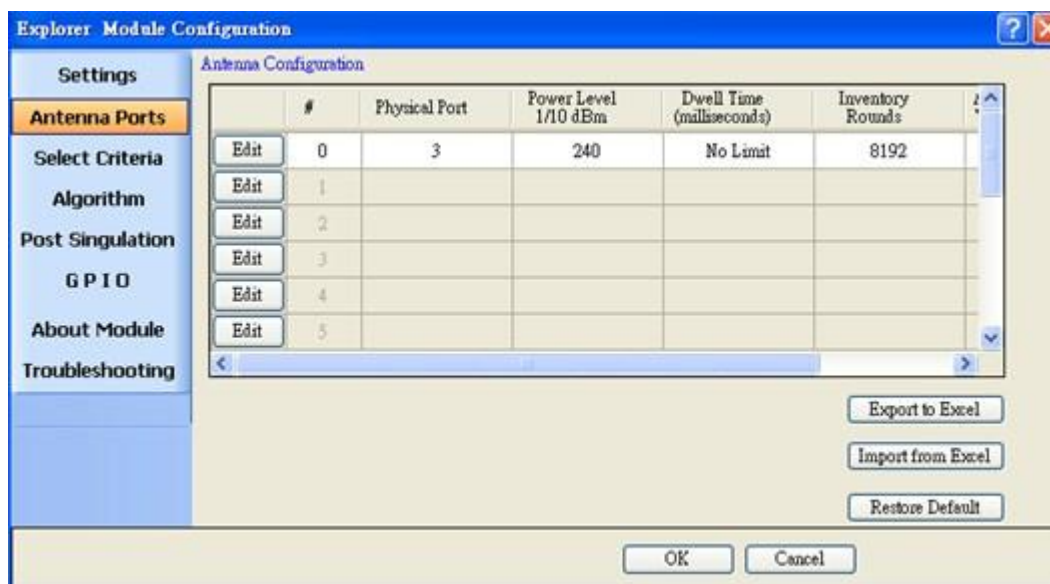 Explorer Module Configuration
Settings
Antenna Ports
Select Criteria
Algorithm
Post Singulation
G P I O
About Module
Troubleshooting
Antenna Configuration
# Physical Port Power Level 1/10 dBm Dwell Time (milliseconds) Inventory Rounds
Edit 0 3 240 No Limit 8192
Edit 1
Edit 2
Edit 3
Edit 4
Edit 5
Export to Excel
Import from Excel
Restore Default
OK Cancel